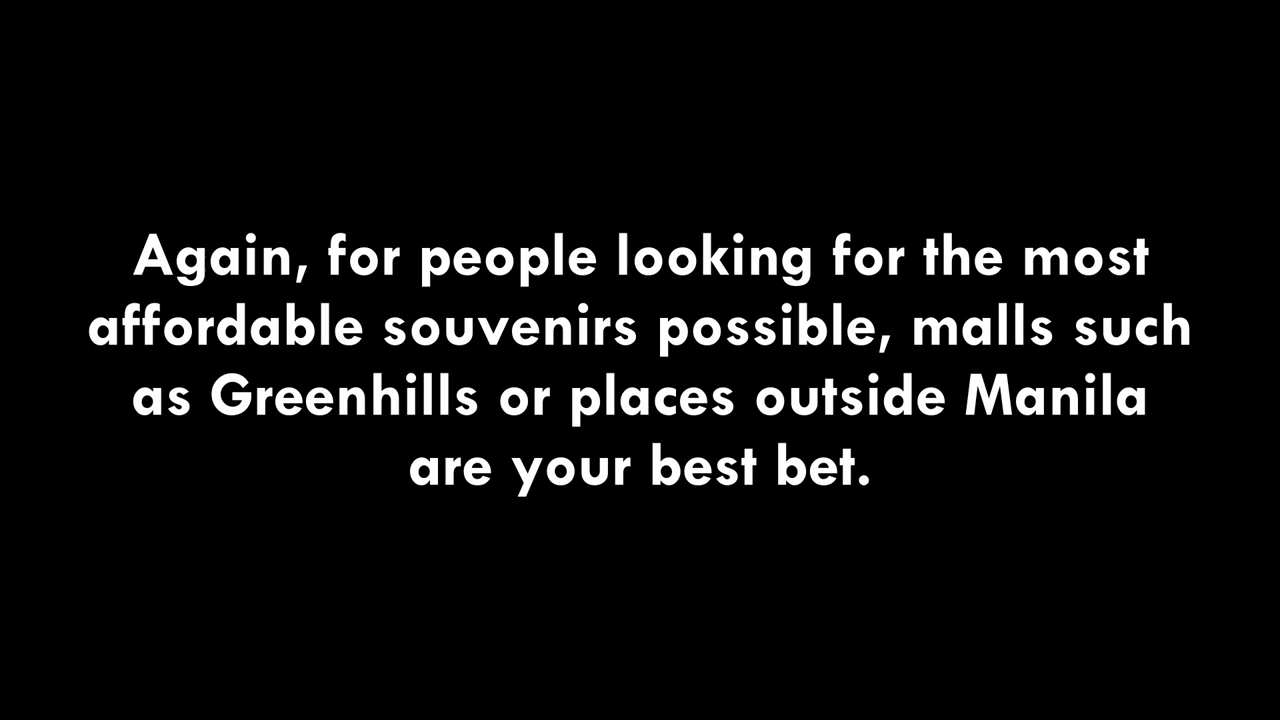 Again, for people looking for the most
affordable souvenirs possible, malls such
as Greenhills or places outside Manila
are your best bet.